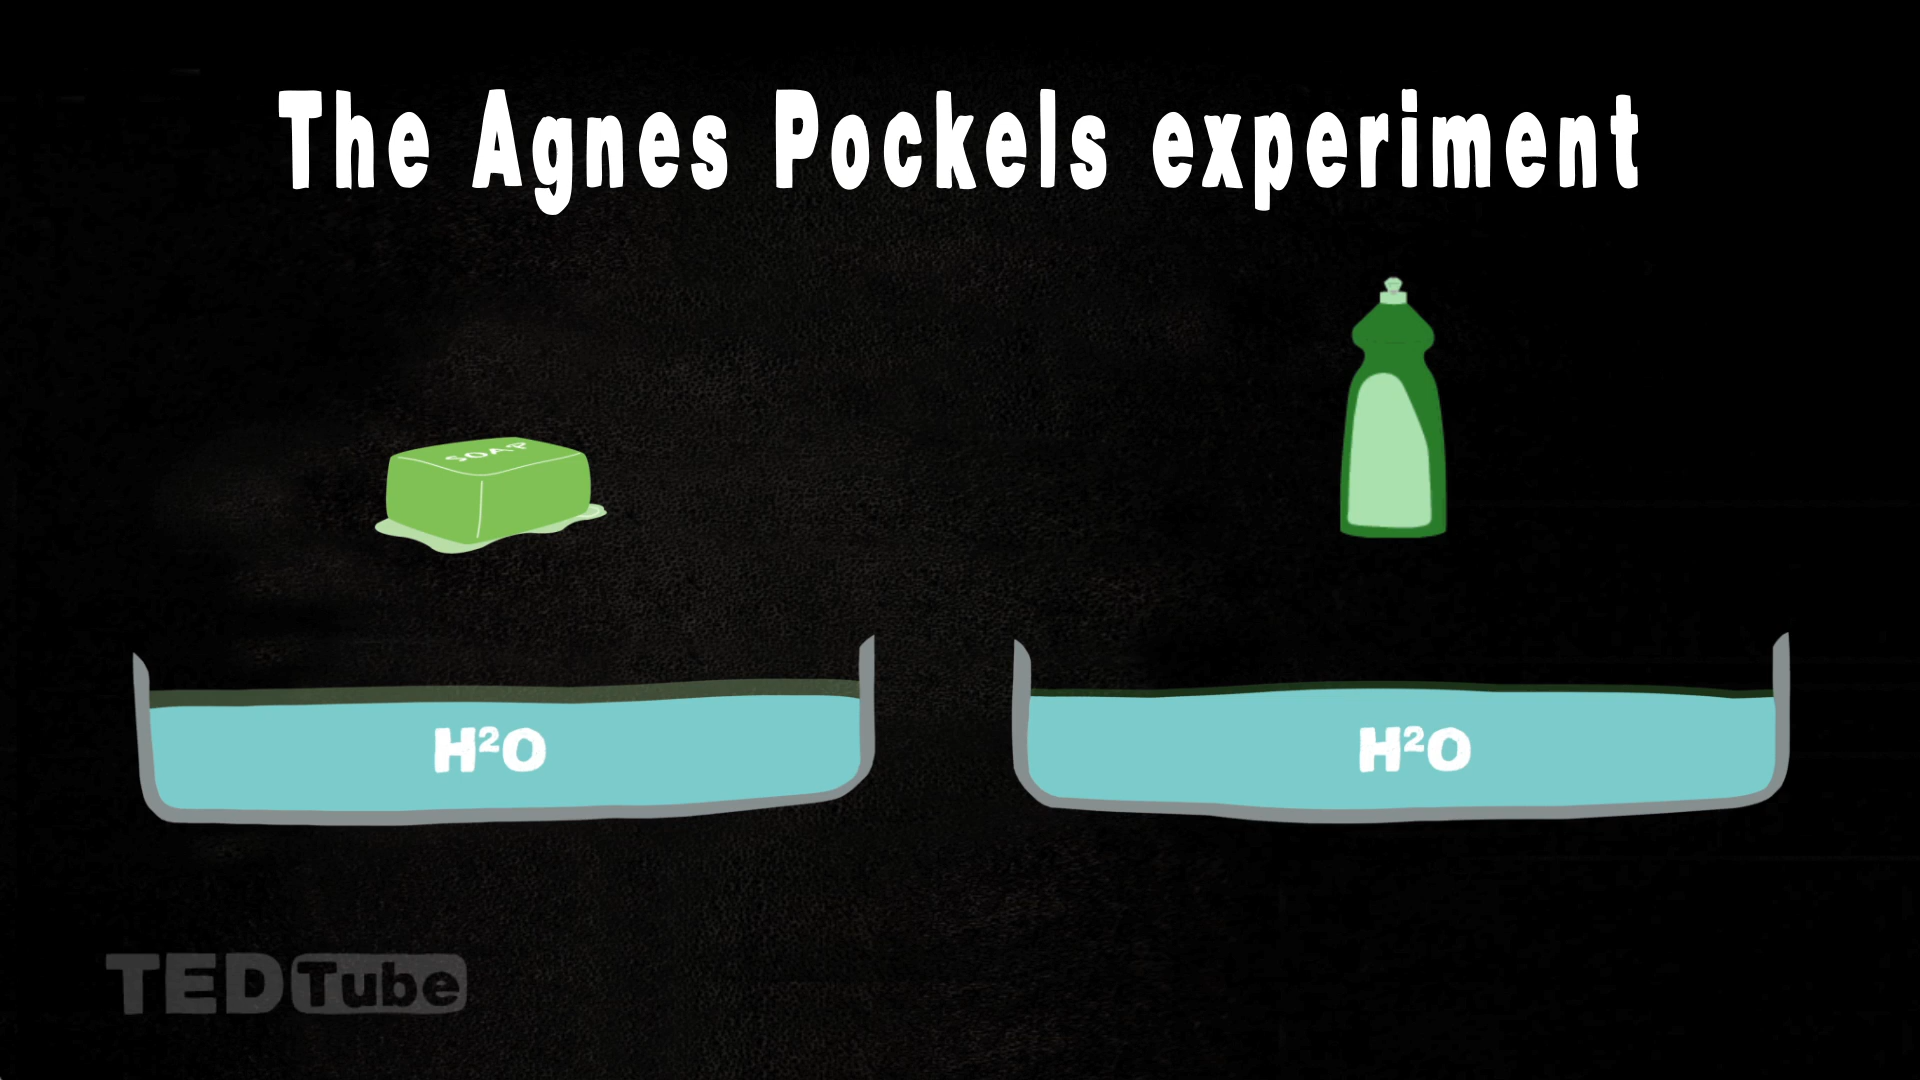 The Agnes Pockels experiment
SOAP
H²O
H²O
TEDTube